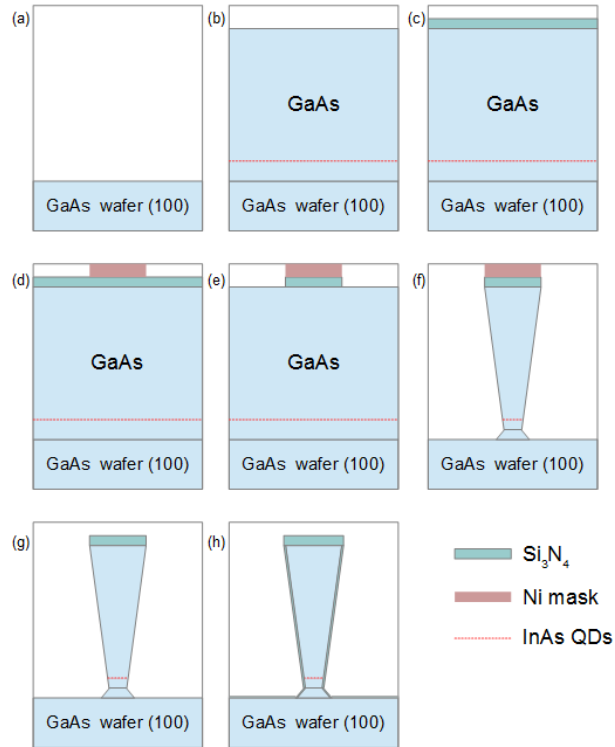 (a)
GaAs wafer (100)
(b)
GaAs
GaAs wafer (100)
(c)
GaAs
GaAs wafer (100)
(d)
GaAs
GaAs wafer (100)
(e)
GaAs
GaAs wafer (100)
(f)
GaAs wafer (100)
(g)
GaAs wafer (100)
(h)
GaAs wafer (100)
Si₃N₄
Ni mask
InAs QDs